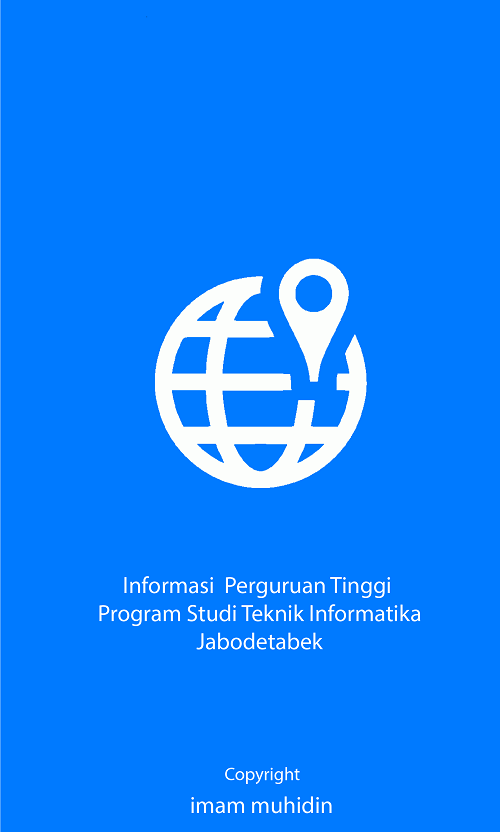 Informasi  Perguruan Tinggi
Program Studi Teknik Informatika
Jabodetabek
Copyright
imam muhidin